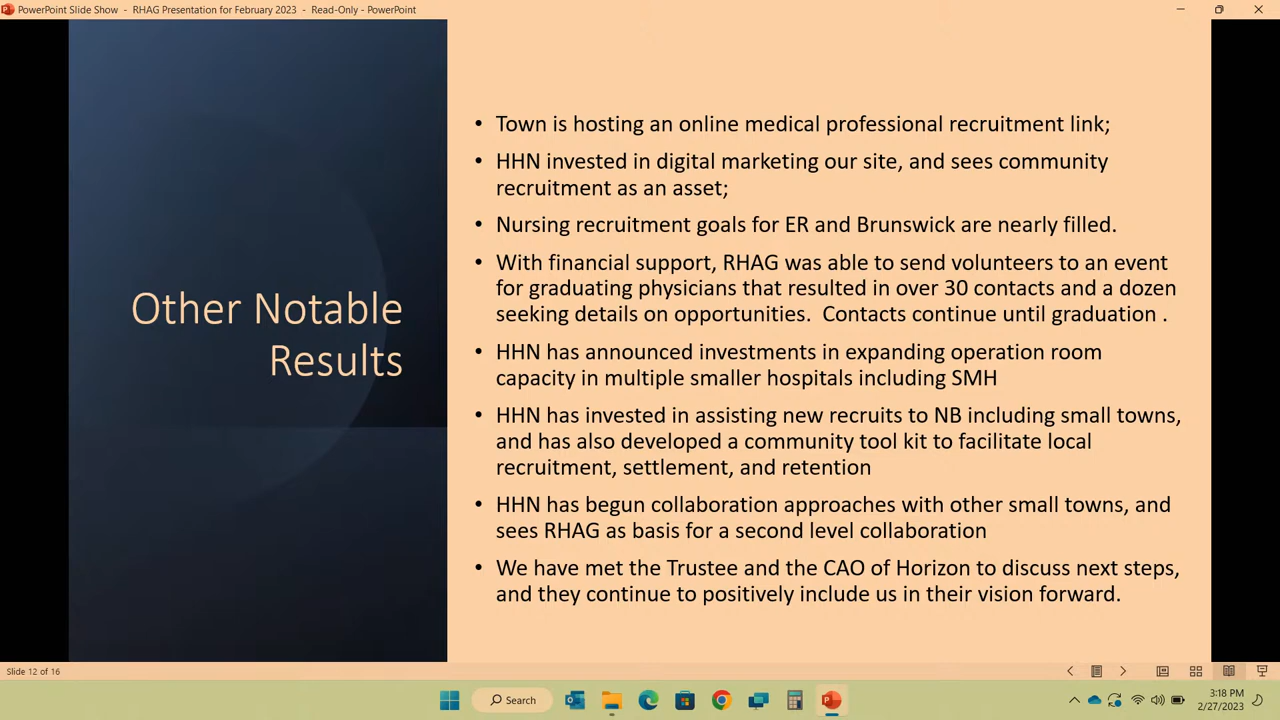 PowerPoint Slide Show - RHAG Presentation for February 2023 - Read-Only - PowerPoint
Other Notable
Results
• Town is hosting an online medical professional recruitment link;
• HHN invested in digital marketing our site, and sees community
recruitment as an asset;
• Nursing recruitment goals for ER and Brunswick are nearly filled.
• With financial support, RHAG was able to send volunteers to an event
for graduating physicians that resulted in over 30 contacts and a dozen
seeking details on opportunities.  Contacts continue until graduation .
• HHN has announced investments in expanding operation room
capacity in multiple smaller hospitals including SMH
• HHN has invested in assisting new recruits to NB including small towns,
and has also developed a community tool kit to facilitate local
recruitment, settlement, and retention
• HHN has begun collaboration approaches with other small towns, and
sees RHAG as basis for a second level collaboration
• We have met the Trustee and the CAO of Horizon to discuss next steps,
and they continue to positively include us in their vision forward.
Slide 12 of 16
Search
3:18 PM
2/27/2023